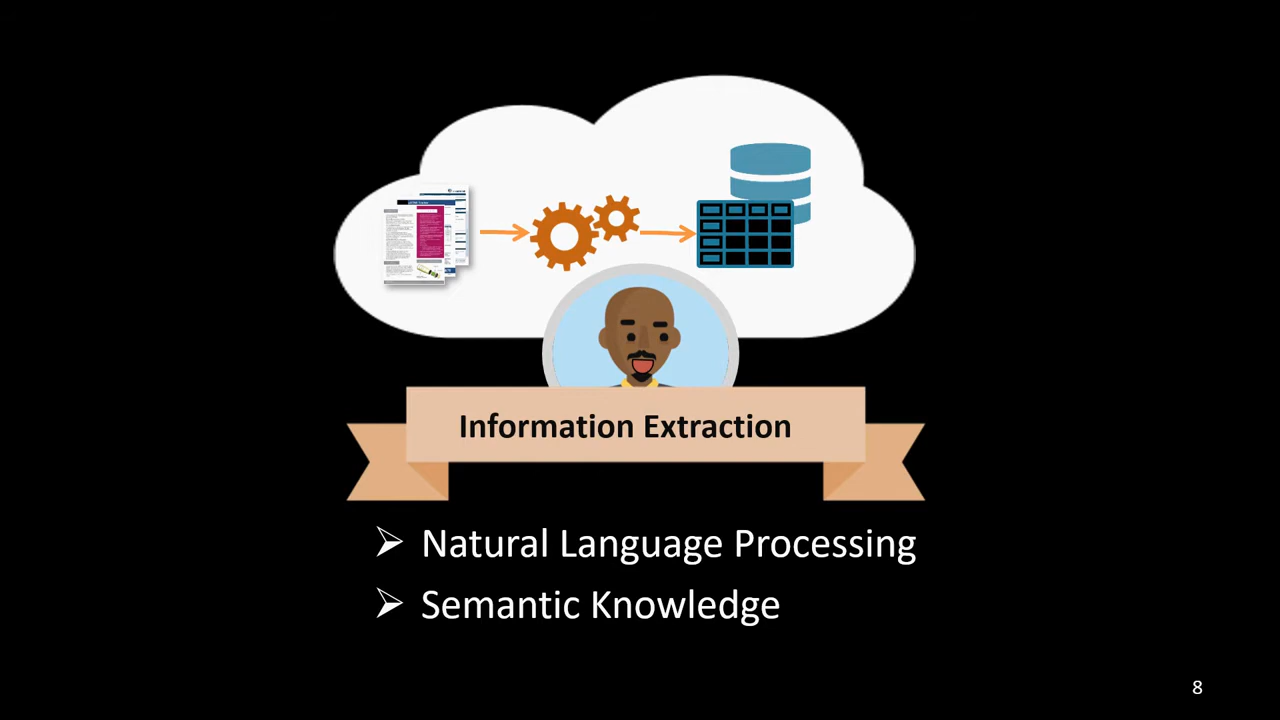 Information Extraction
Natural Language Processing
Semantic Knowledge
8